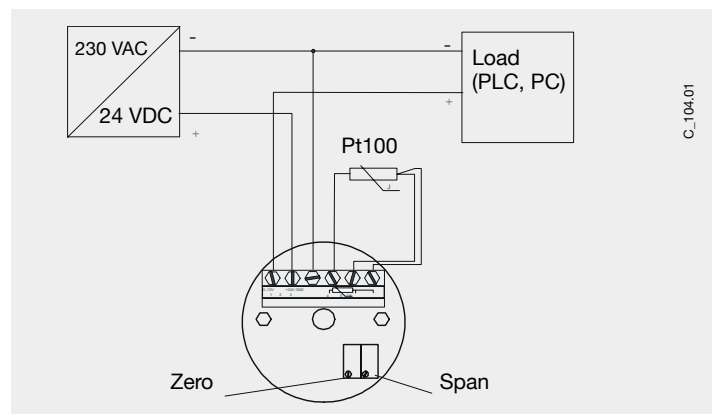 230 VAC
-
-
Load
(PLC, PC)
24 VDC
+
+
C_104.01
Pt100
Zero
Span